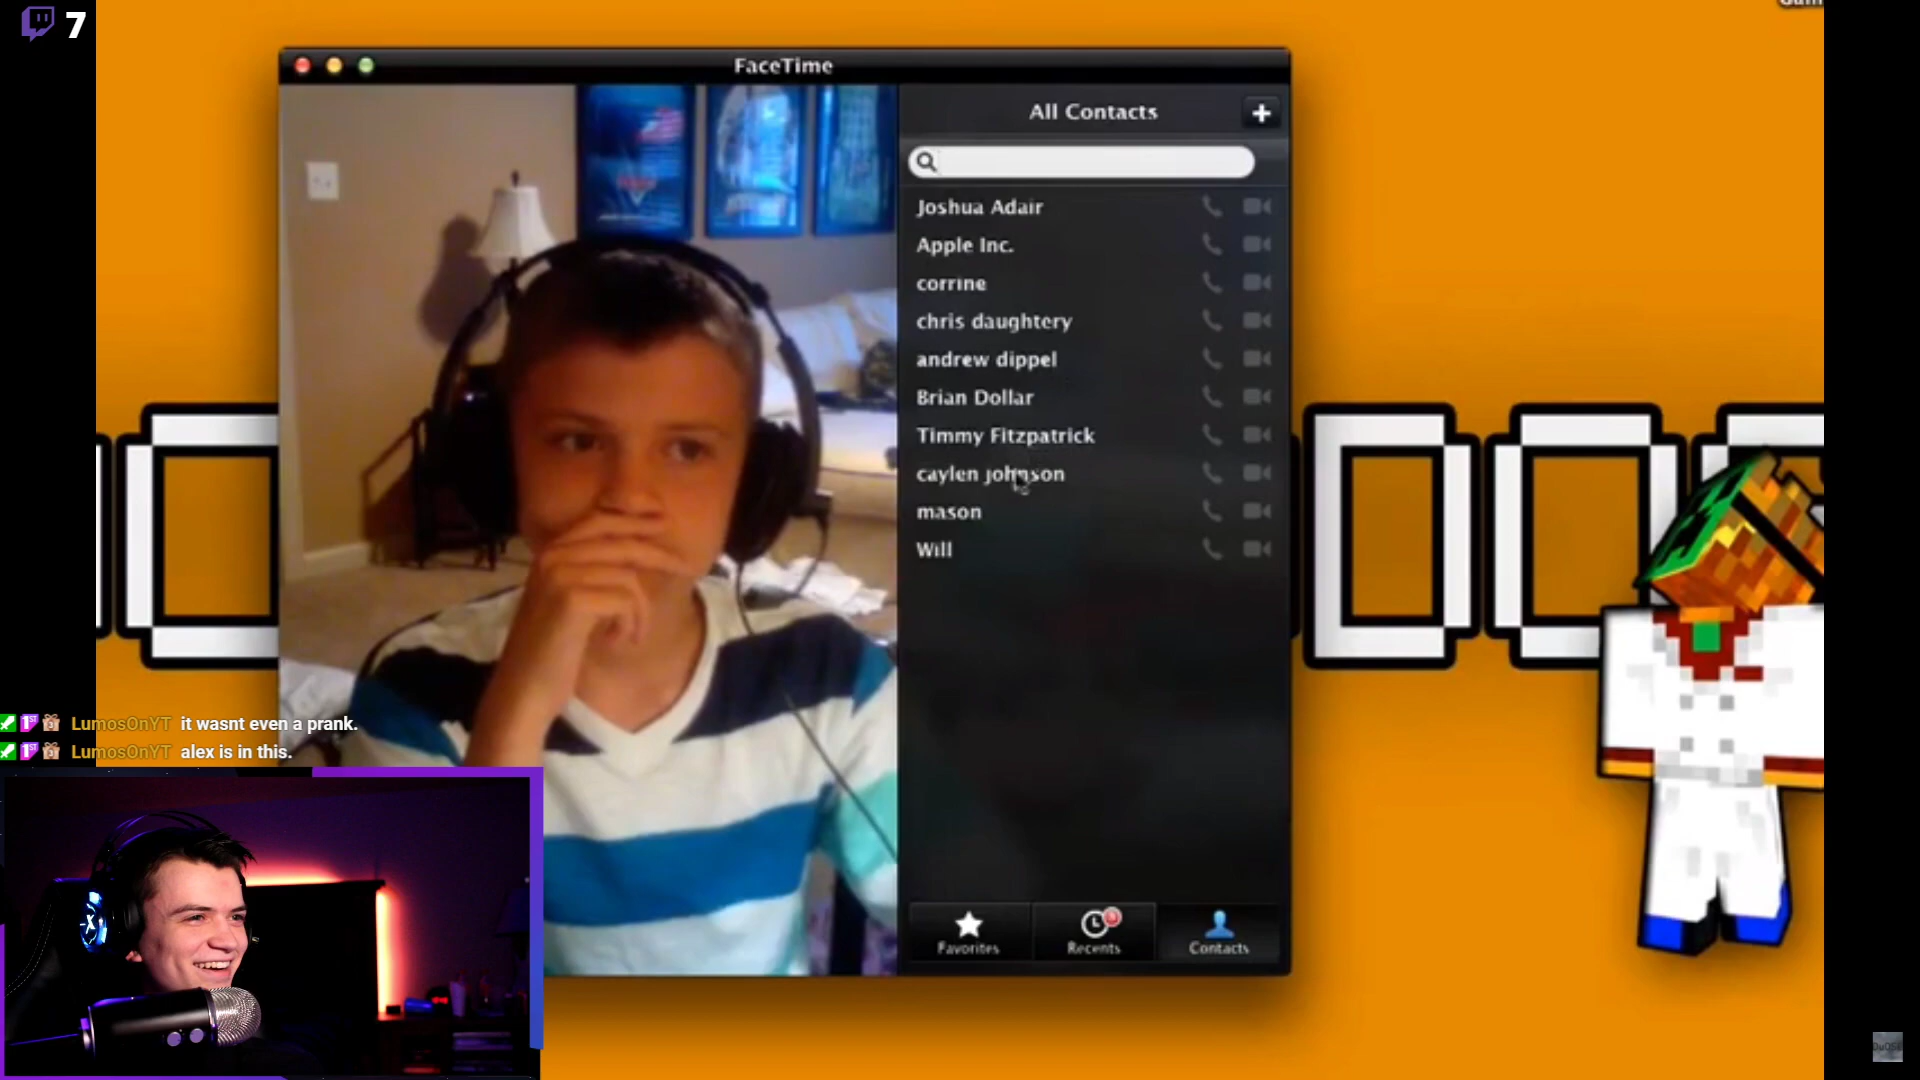 7
FaceTime
All Contacts
Joshua Adair
Apple Inc.
corrine
chris daughtery
andrew dippel
Brian Dollar
Timmy Fitzpatrick
caylen johnson
mason
Will
LumosOnYT it wasnt even a prank.
LumosOnYT alex is in this.
Favorites
Recents
Contacts